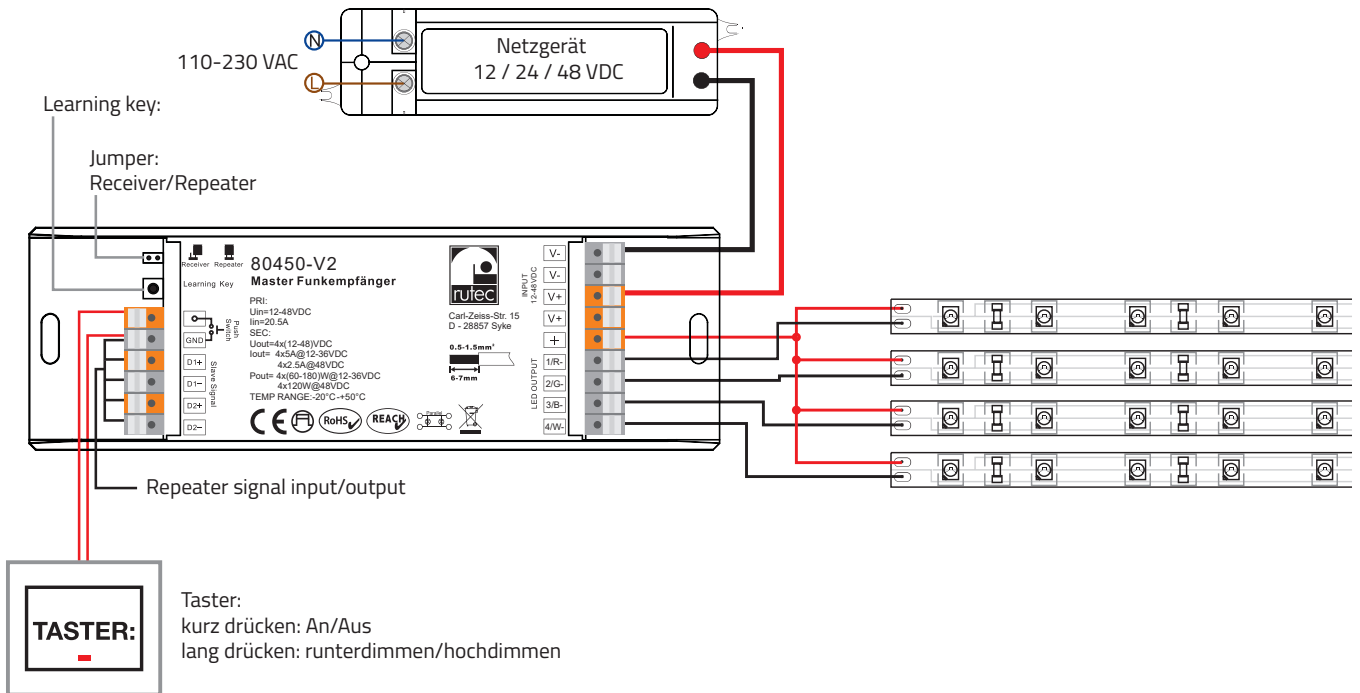 N
110-230 VAC
L
Netzgerät
12 / 24 / 48 VDC
Learning key:
Jumper:
Receiver/Repeater
Receiver Repeater
Learning Key
Push
Switch
GND
D1+
D1−
D2+
D2−
Slave Signal
80450-V2
Master Funkempfänger
PRI:
Uin=12-48VDC
Iin=20.5A
SEC:
Uout=4x(12-48)VDC
Iout= 4x5A@12-36VDC
4x2.5A@48VDC
Pout= 4x(60-180)W@12-36VDC
4x120W@48VDC
TEMP RANGE:-20°C-+50°C
CE
RoHS
REACH
Parallel
rutec
Carl-Zeiss-Str. 15
D - 28857 Syke
0.5-1.5mm²
6-7mm
INPUT
12-48VDC
V-
V-
V+
V+
+
LED OUTPUT
1/R-
2/G-
3/B-
4/W-
Repeater signal input/output
TASTER:
Taster:
kurz drücken: An/Aus
lang drücken: runterdimmen/hochdimmen